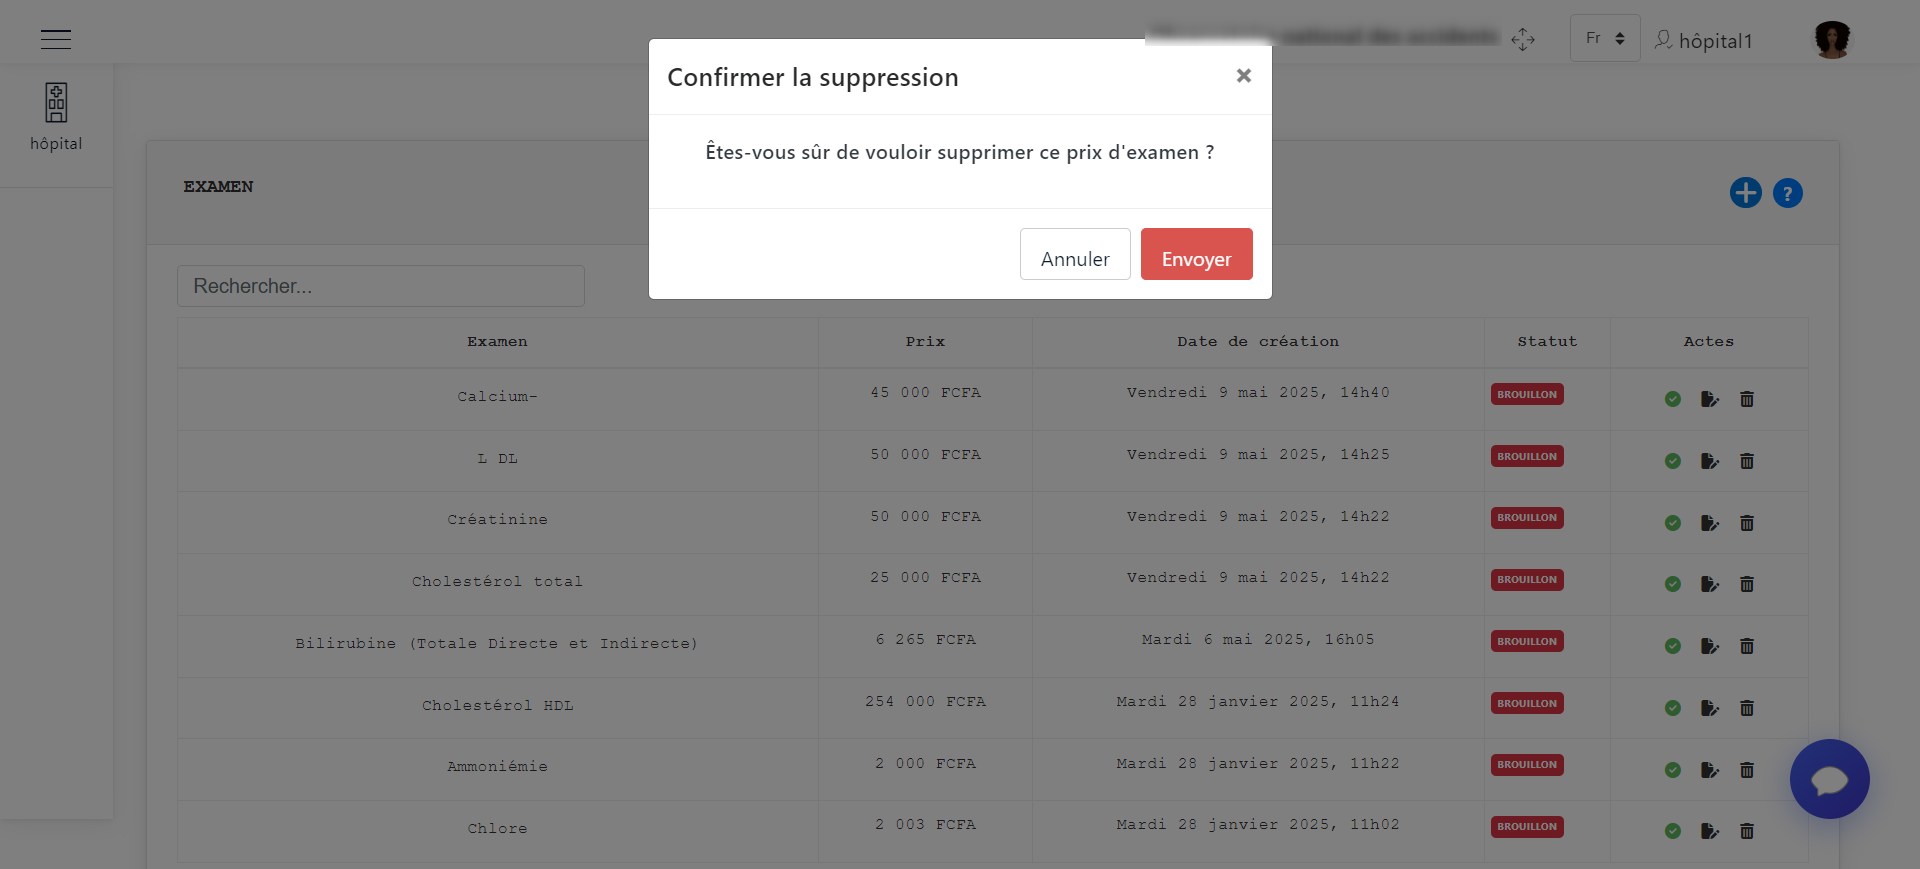 Fr
hôpital1
hôpital
Confirmer la suppression
×
Êtes-vous sûr de vouloir supprimer ce prix d'examen ?
Annuler
Envoyer
EXAMEN
?
Rechercher...
Examen Prix Date de création Statut Actes
Calcium- 45 000 FCFA Vendredi 9 mai 2025, 14h40 BROUILLON
L DL 50 000 FCFA Vendredi 9 mai 2025, 14h25 BROUILLON
Créatinine 50 000 FCFA Vendredi 9 mai 2025, 14h22 BROUILLON
Cholestérol total 25 000 FCFA Vendredi 9 mai 2025, 14h22 BROUILLON
Bilirubine (Totale Directe et Indirecte) 6 265 FCFA Mardi 6 mai 2025, 16h05 BROUILLON
Cholestérol HDL 254 000 FCFA Mardi 28 janvier 2025, 11h24 BROUILLON
Ammoniémie 2 000 FCFA Mardi 28 janvier 2025, 11h22 BROUILLON
Chlore 2 003 FCFA Mardi 28 janvier 2025, 11h02 BROUILLON